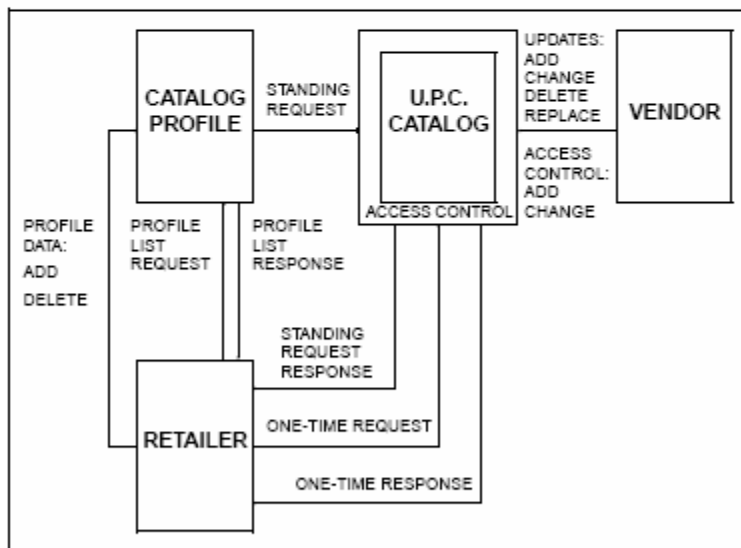 CATALOG
PROFILE
STANDING
REQUEST
U.P.C.
CATALOG
ACCESS CONTROL
UPDATES:
ADD
CHANGE
DELETE
REPLACE
ACCESS
CONTROL:
ADD
CHANGE
VENDOR
PROFILE
DATA:
ADD
DELETE
PROFILE
LIST
REQUEST
PROFILE
LIST
RESPONSE
STANDING
REQUEST
RESPONSE
RETAILER
ONE-TIME REQUEST
ONE-TIME RESPONSE